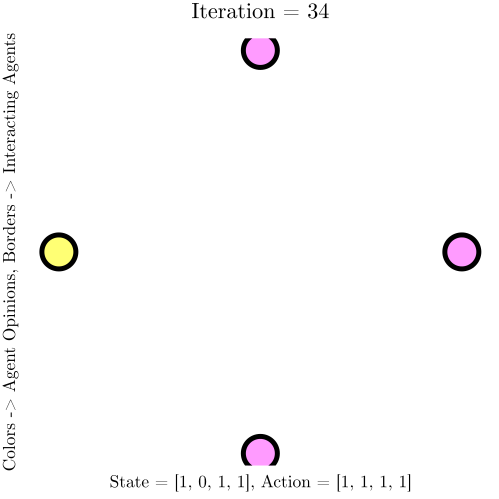 Iteration = 34
Colors -> Agent Opinions, Borders -> Interacting Agents
State = [1, 0, 1, 1], Action = [1, 1, 1, 1]